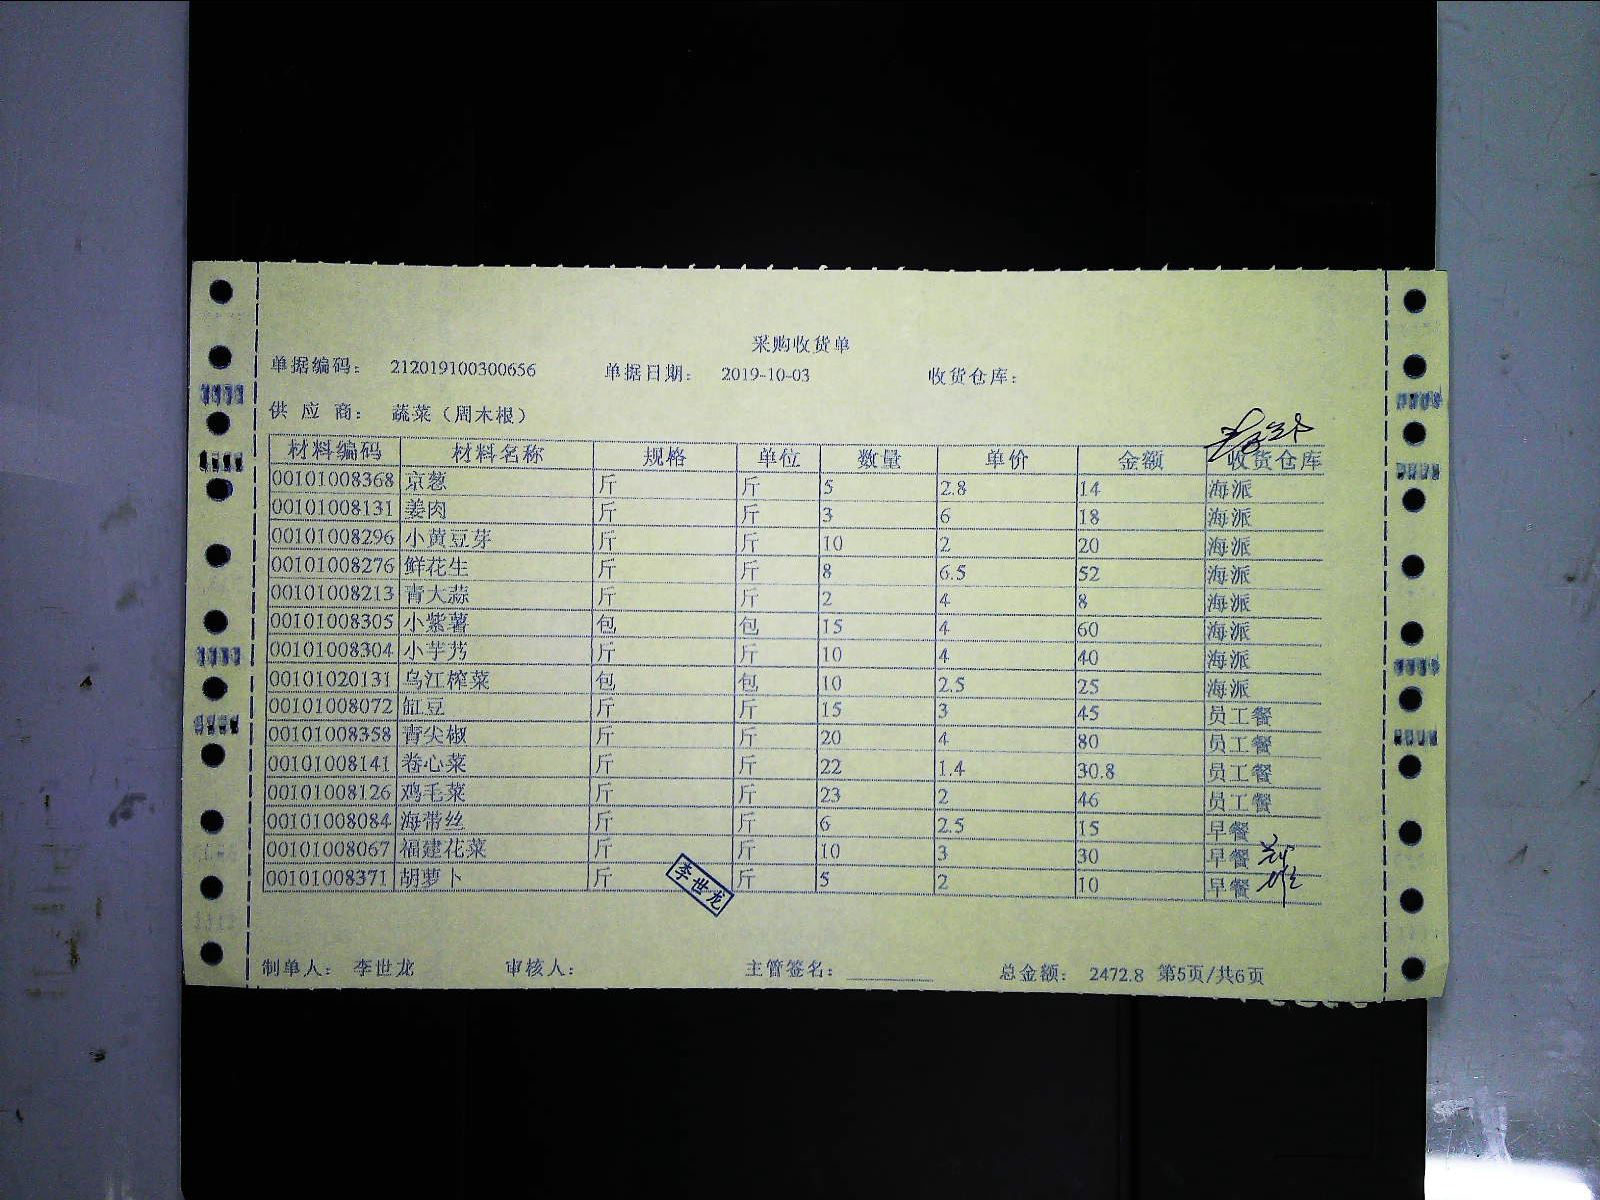 采购收货单
单据编码： 212019100300656 单据日期： 2019-10-03 收货仓库：
供 应 商： 蔬菜（周木根）
材料编码 材料名称 规格 单位 数量 单价 金额 收货仓库
00101008368 京葱 斤 斤 5 2.8 14 海派
00101008131 姜肉 斤 斤 3 6 18 海派
00101008296 小黄豆芽 斤 斤 10 2 20 海派
00101008276 鲜花生 斤 斤 8 6.5 52 海派
00101008213 青大蒜 斤 斤 2 4 8 海派
00101008305 小紫薯 包 包 15 4 60 海派
00101008304 小芋艿 斤 斤 10 4 40 海派
00101020131 乌江榨菜 包 包 10 2.5 25 海派
00101008072 缸豆 斤 斤 15 3 45 员工餐
00101008358 青尖椒 斤 斤 20 4 80 员工餐
00101008141 卷心菜 斤 斤 22 1.4 30.8 员工餐
00101008126 鸡毛菜 斤 斤 23 2 46 员工餐
00101008084 海带丝 斤 斤 6 2.5 15 早餐
00101008067 福建花菜 斤 斤 10 3 30 早餐
00101008371 胡萝卜 斤 斤 5 2 10 早餐
李世龙
制单人： 李世龙 审核人： 主管签名： 总金额： 2472.8 第5页/共6页